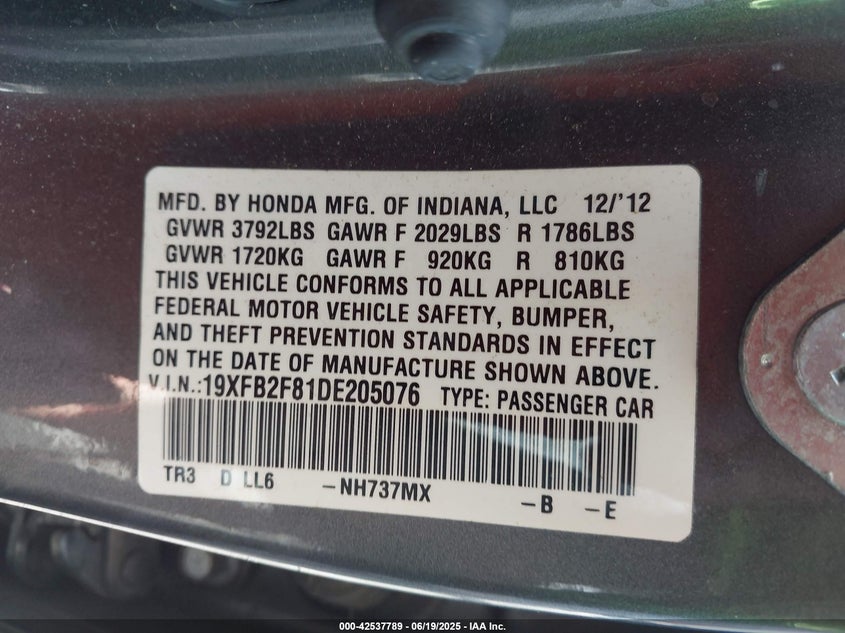 MFD. BY HONDA MFG. OF INDIANA, LLC 12/'12
GVWR 3792LBS GAWR F 2029LBS R 1786LBS
GVWR 1720KG GAWR F 920KG R 810KG
THIS VEHICLE CONFORMS TO ALL APPLICABLE
FEDERAL MOTOR VEHICLE SAFETY, BUMPER,
AND THEFT PREVENTION STANDARDS IN EFFECT
ON THE DATE OF MANUFACTURE SHOWN ABOVE.
V.I.N.:19XFB2F81DE205076 TYPE: PASSENGER CAR
TR3 D LL6 -NH737MX -B -E
000-42537789 - 06/19/2025 - IAA Inc.